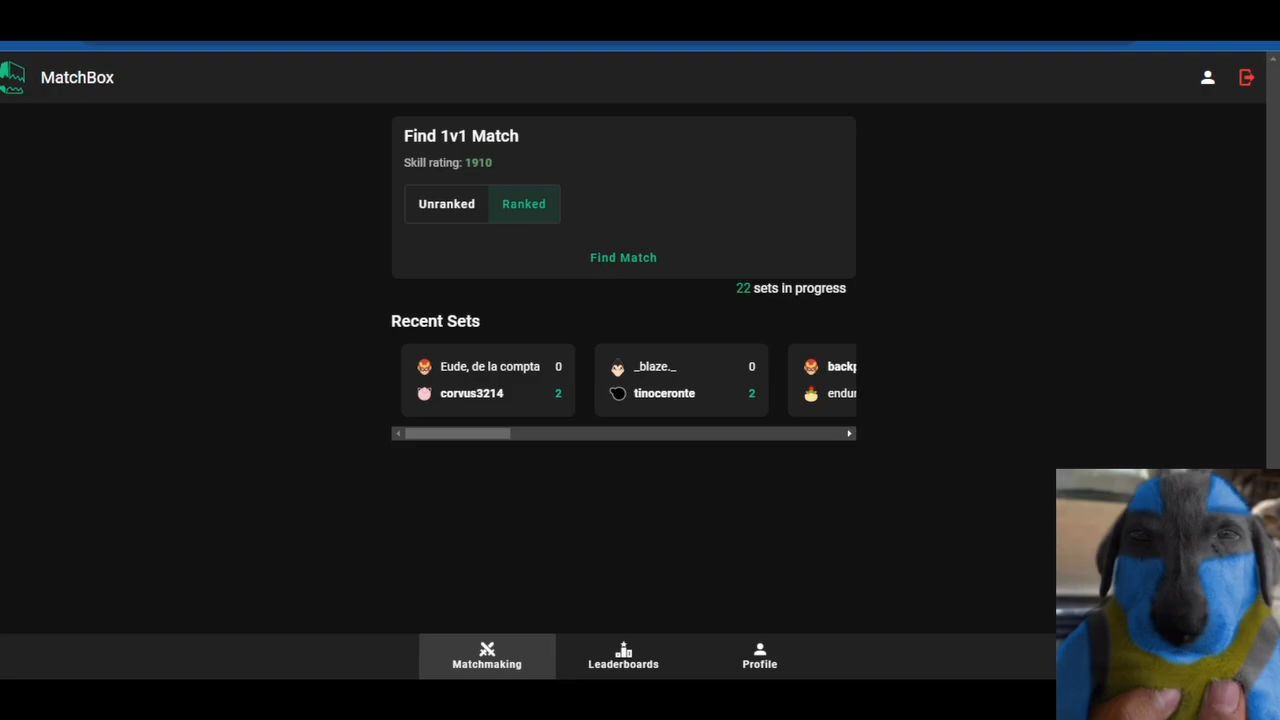 MatchBox
Find 1v1 Match
Skill rating: 1910
Unranked Ranked
Find Match
22 sets in progress
Recent Sets
Eude, de la compta 0
corvus3214 2
_blaze._ 0
tinoceronte 2
Matchmaking
Leaderboards
Profile